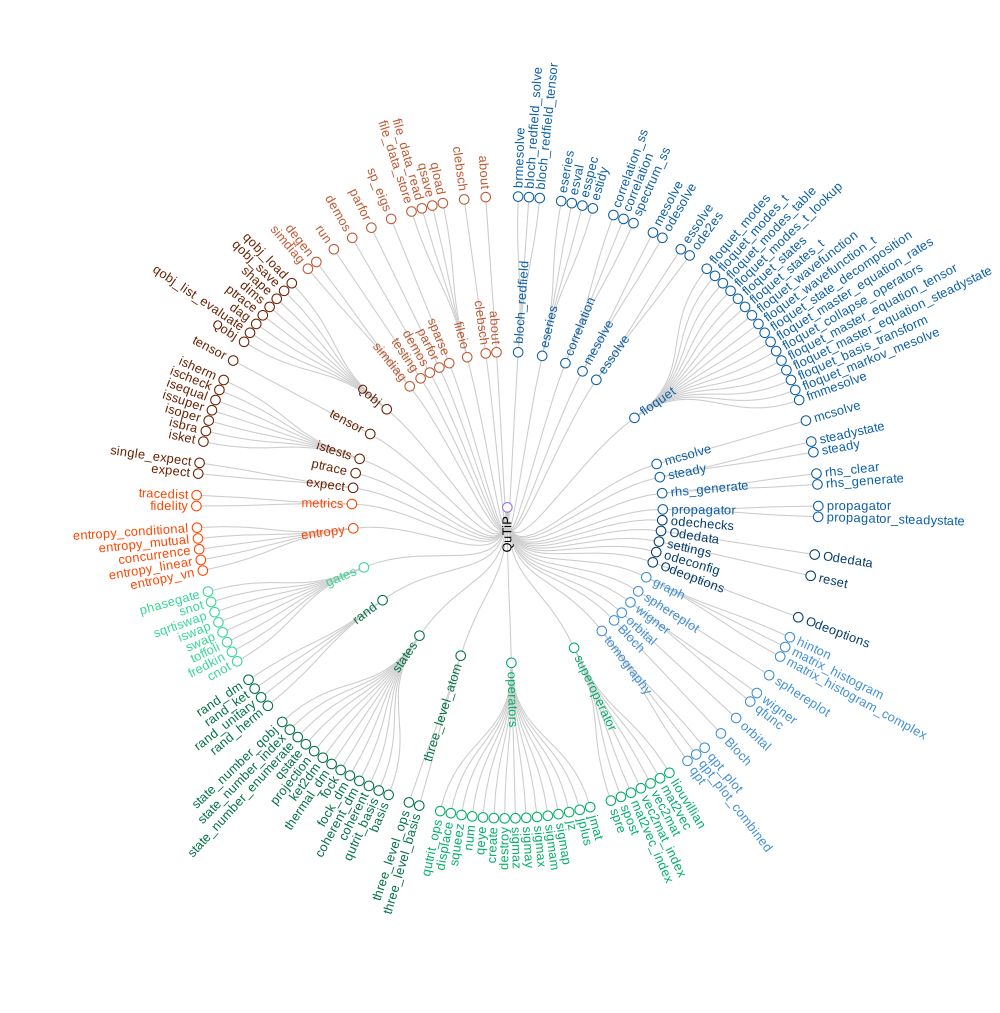 QuTiP
bloch_redfield
brmesolve
bloch_redfield_solve
bloch_redfield_tensor
eseries
eseries
esval
esspec
estidy
correlation
correlation_ss
correlation
spectrum_ss
mesolve
mesolve
odesolve
essolve
essolve
ode2es
floquet
floquet_modes
floquet_modes_t
floquet_modes_table
floquet_modes_t_lookup
floquet_states
floquet_states_t
floquet_wavefunction
floquet_wavefunction_t
floquet_state_decomposition
floquet_master_equation_rates
floquet_collapse_operators
floquet_master_equation_tensor
floquet_master_equation_steadystate
floquet_basis_transform
floquet_markov_mesolve
fmmesolve
mcsolve
mcsolve
steady
steadystate
steady
rhs_generate
rhs_clear
rhs_generate
propagator
propagator
propagator_steadystate
odechecks
Odedata
Odedata
settings
reset
odeconfig
Odeoptions
Odeoptions
graph
hinton
matrix_histogram
matrix_histogram_complex
sphereplot
sphereplot
wigner
wigner
qfunc
orbital
orbital
Bloch
Bloch
tomography
qpt_plot
qpt_plot_combined
qpt
superoperator
liouvillian
mat2vec
vec2mat
vec2mat_index
mat2vec_index
spost
spre
operators
jmat
jplus
jz
sigmap
sigmam
sigmax
sigmay
sigmaz
destroy
create
qeye
num
squeez
displace
qutrit_ops
three_level_atom
three_level_basis
three_level_ops
states
basis
qutrit_basis
coherent
coherent_dm
fock_dm
fock
thermal_dm
ket2dm
projection
qstate
state_number_enumerate
state_number_index
state_number_qobj
rand
rand_herm
rand_unitary
rand_ket
rand_dm
gates
cnot
fredkin
toffoli
swap
iswap
sqrtiswap
snot
phasegate
entropy
entropy_vn
entropy_linear
concurrence
entropy_mutual
entropy_conditional
metrics
fidelity
tracedist
expect
expect
single_expect
ptrace
istests
isket
isbra
isoper
issuper
isequal
ischeck
isherm
tensor
tensor
Qobj
Qobj
qobj_list_evaluate
dag
ptrace
dims
shape
qobj_save
qobj_load
simdiag
simdiag
degen
testing
run
demos
demos
parfor
parfor
sparse
sp_eigs
fileio
file_data_store
file_data_read
qsave
qload
clebsch
clebsch
about
about